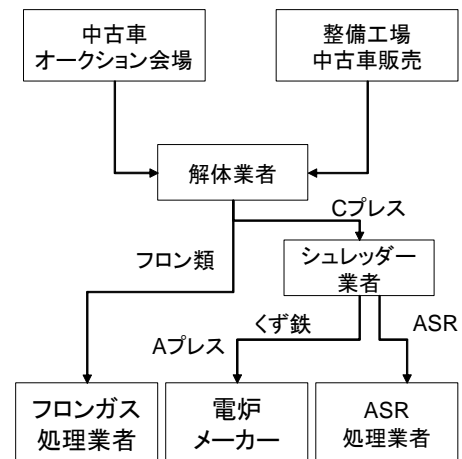 中古車
オークション会場
整備工場
中古車販売
解体業者
Cプレス
フロン類
シュレッダー
業者
くず鉄
ASR
Aプレス
フロンガス
処理業者
電炉
メーカー
ASR
処理業者